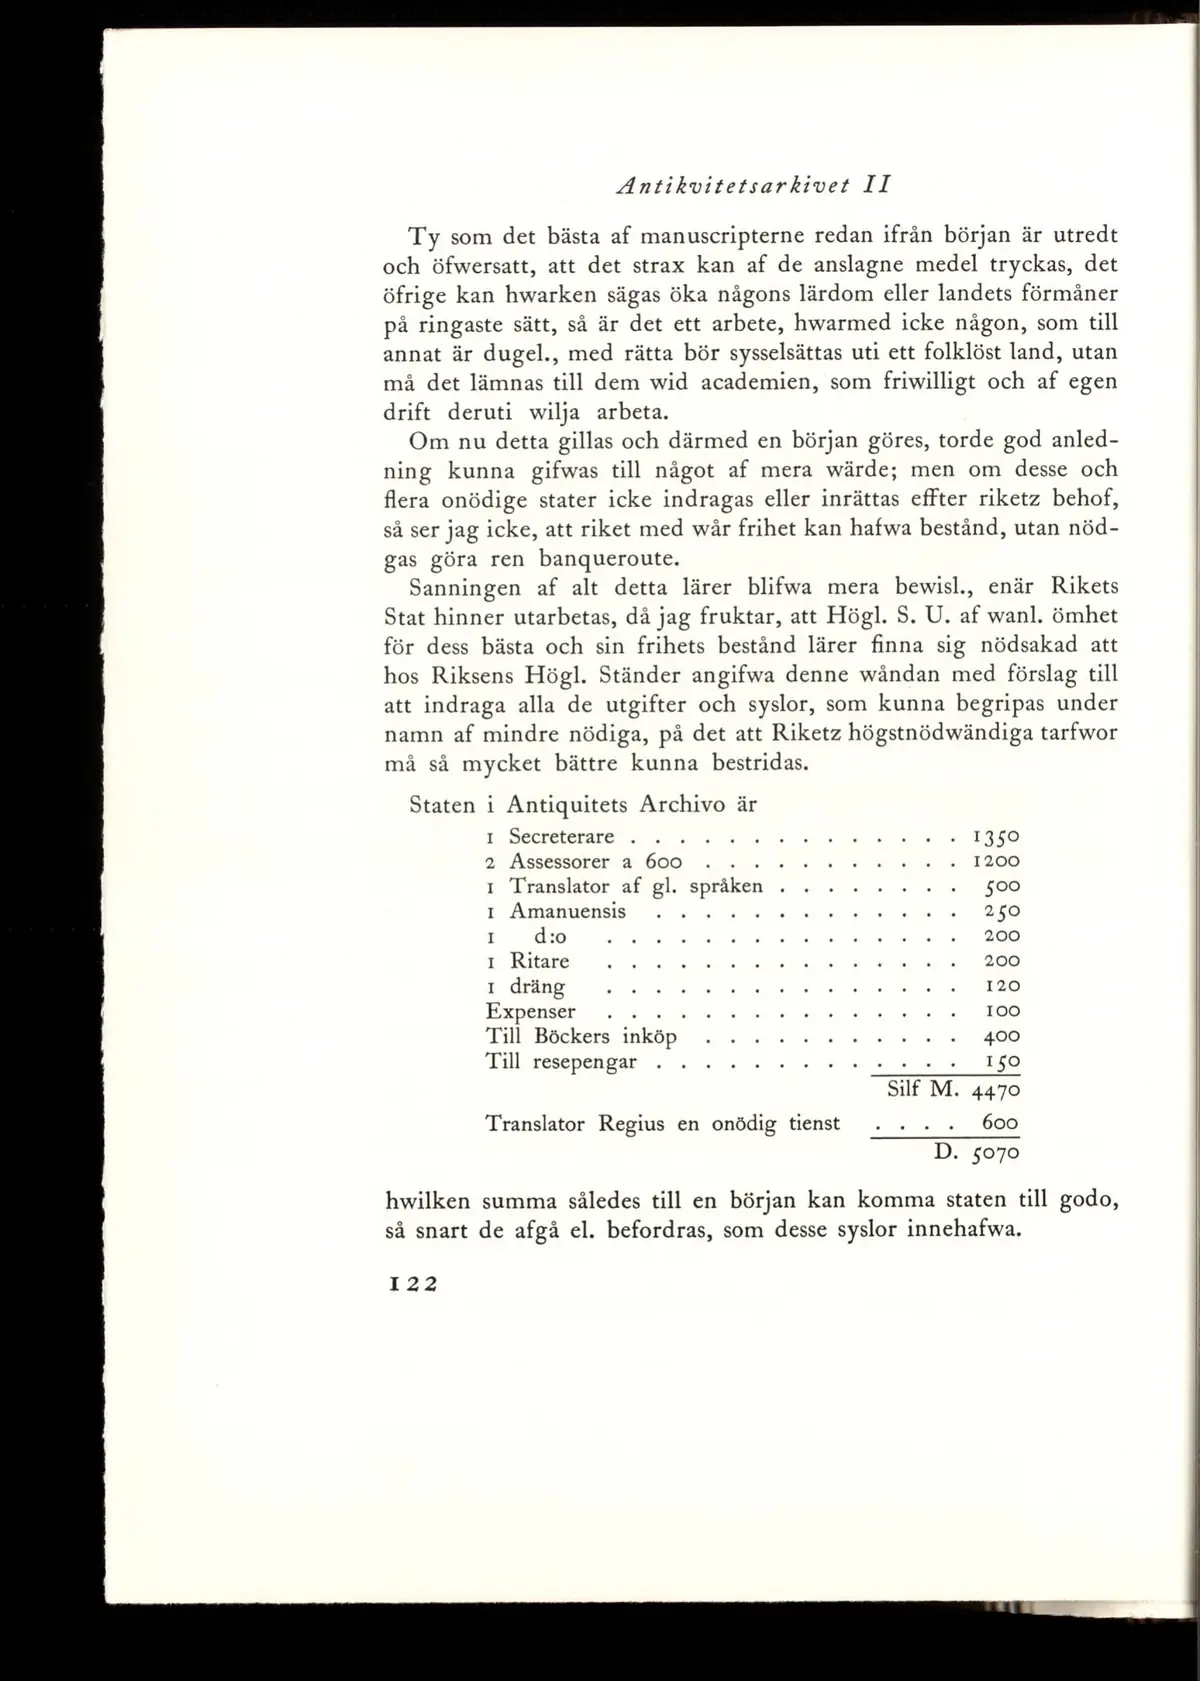 Antikvitetsarkivet II
Ty som det bästa af manuscripterne redan ifrån början är utredt
och öfwersatt, att det strax kan af de anslagne medel tryckas, det
öfrige kan hwarken sägas öka någons lärdom eller landets förmåner
på ringaste sätt, så är det ett arbete, hwarmed icke någon, som till
annat är dugel., med rätta bör sysselsättas uti ett folklöst land, utan
må det lämnas till dem wid academien, som friwilligt och af egen
drift deruti wilja arbeta.
Om nu detta gillas och därmed en början göres, torde god anled-
ning kunna gifwas till något af mera wärde; men om desse och
flera onödige stater icke indragas eller inrättas effter riketz behof,
så ser jag icke, att riket med wår frihet kan hafwa bestånd, utan nöd-
gas göra ren banqueroute.
Sanningen af alt detta lärer blifwa mera bewisl., enär Rikets
Stat hinner utarbetas, då jag fruktar, att Högl. S. U. af wanl. ömhet
för dess bästa och sin frihets bestånd lärer finna sig nödsakad att
hos Riksens Högl. Ständer angifwa denne wåndan med förslag till
att indraga alla de utgifter och syslor, som kunna begripas under
namn af mindre nödiga, på det att Riketz högstnödwändiga tarfwor
må så mycket bättre kunna bestridas.
Staten i Antiquitets Archivo är
1 Secreterare . . . . . . . . . . . . . . 1350
2 Assessorer a 600 . . . . . . . . . . . 1200
1 Translator af gl. språken . . . . . . . . 500
1 Amanuensis . . . . . . . . . . . . . 250
1 d:o . . . . . . . . . . . . . . . 200
1 Ritare . . . . . . . . . . . . . . . 200
1 dräng . . . . . . . . . . . . . . . 120
Expenser . . . . . . . . . . . . . . . 100
Till Böckers inköp . . . . . . . . . . . 400
Till resepengar . . . . . . . . . . . . . 150
Silf M. 4470
Translator Regius en onödig tienst . . . . 600
D. 5070
hwilken summa således till en början kan komma staten till godo,
så snart de afgå el. befordras, som desse syslor innehafwa.
122